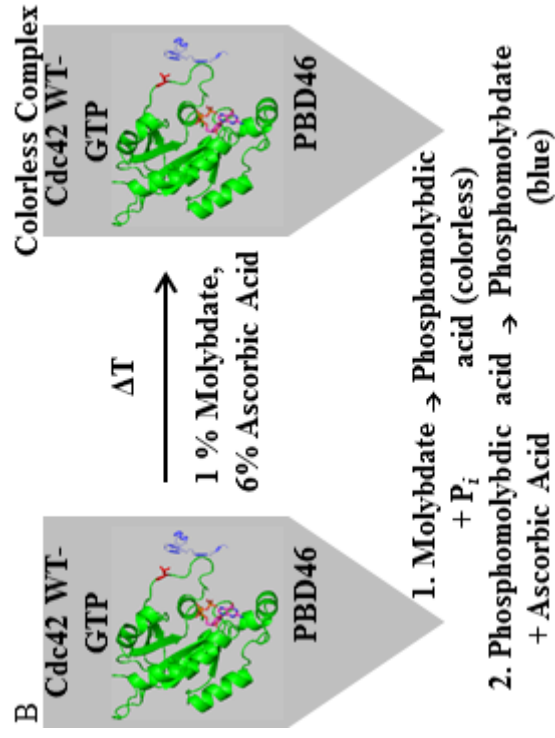 B
Cdc42 WT-
GTP
PBD46
ΔT
1 % Molybdate,
6% Ascorbic Acid
Colorless Complex
Cdc42 WT-
GTP
PBD46
1. Molybdate → Phosphomolybdic
+ Pi acid (colorless)
2. Phosphomolybdic acid → Phosphomolybdate
+ Ascorbic Acid (blue)